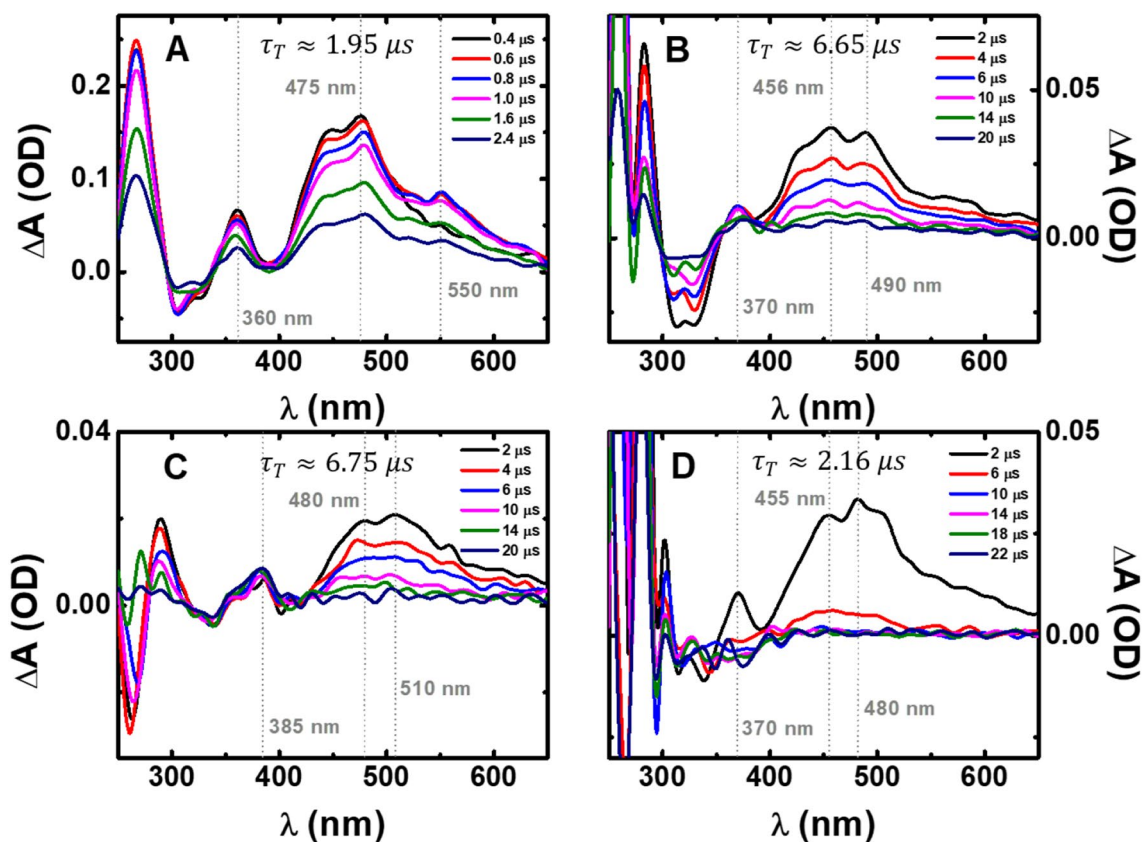 A
τ_T ≈ 1.95 μs
0.4 μs
0.6 μs
0.8 μs
1.0 μs
1.6 μs
2.4 μs
475 nm
360 nm
550 nm
0.2
0.1
0.0
ΔA (OD)
300 400 500 600
λ (nm)
B
τ_T ≈ 6.65 μs
2 μs
4 μs
6 μs
10 μs
14 μs
20 μs
456 nm
370 nm
490 nm
0.05
0.00
ΔA (OD)
300 400 500 600
λ (nm)
C
τ_T ≈ 6.75 μs
2 μs
4 μs
6 μs
10 μs
14 μs
20 μs
480 nm
510 nm
385 nm
0.04
0.00
ΔA (OD)
300 400 500 600
λ (nm)
D
τ_T ≈ 2.16 μs
2 μs
6 μs
10 μs
14 μs
18 μs
22 μs
455 nm
480 nm
370 nm
0.05
0.00
ΔA (OD)
300 400 500 600
λ (nm)